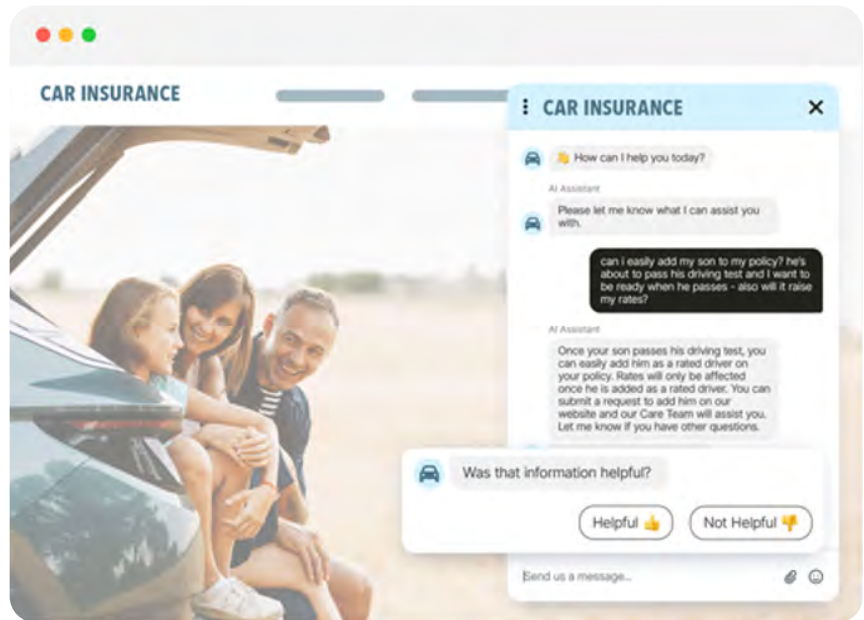 CAR INSURANCE
CAR INSURANCE
How can I help you today?
AI Assistant
Please let me know what I can assist you
with.
can i easily add my son to my policy? he's
about to pass his driving test and I want to
be ready when he passes - also will it raise
my rates?
AI Assistant
Once your son passes his driving test, you
can easily add him as a rated driver on
your policy. Rates will only be affected
once he is added as a rated driver. You can
submit a request to add him on our
website and our Care Team will assist you.
Let me know if you have other questions.
Was that information helpful?
Helpful
Not Helpful
Send us a message...